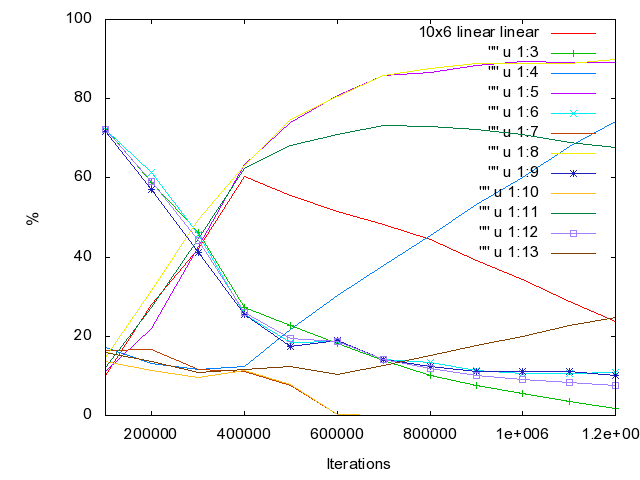 100
80
60
40
20
0
%
200000 400000 600000 800000 1e+006 1.2e+00
Iterations
10x6 linear linear
"" u 1:3
"" u 1:4
"" u 1:5
"" u 1:6
"" u 1:7
"" u 1:8
"" u 1:9
"" u 1:10
"" u 1:11
"" u 1:12
"" u 1:13